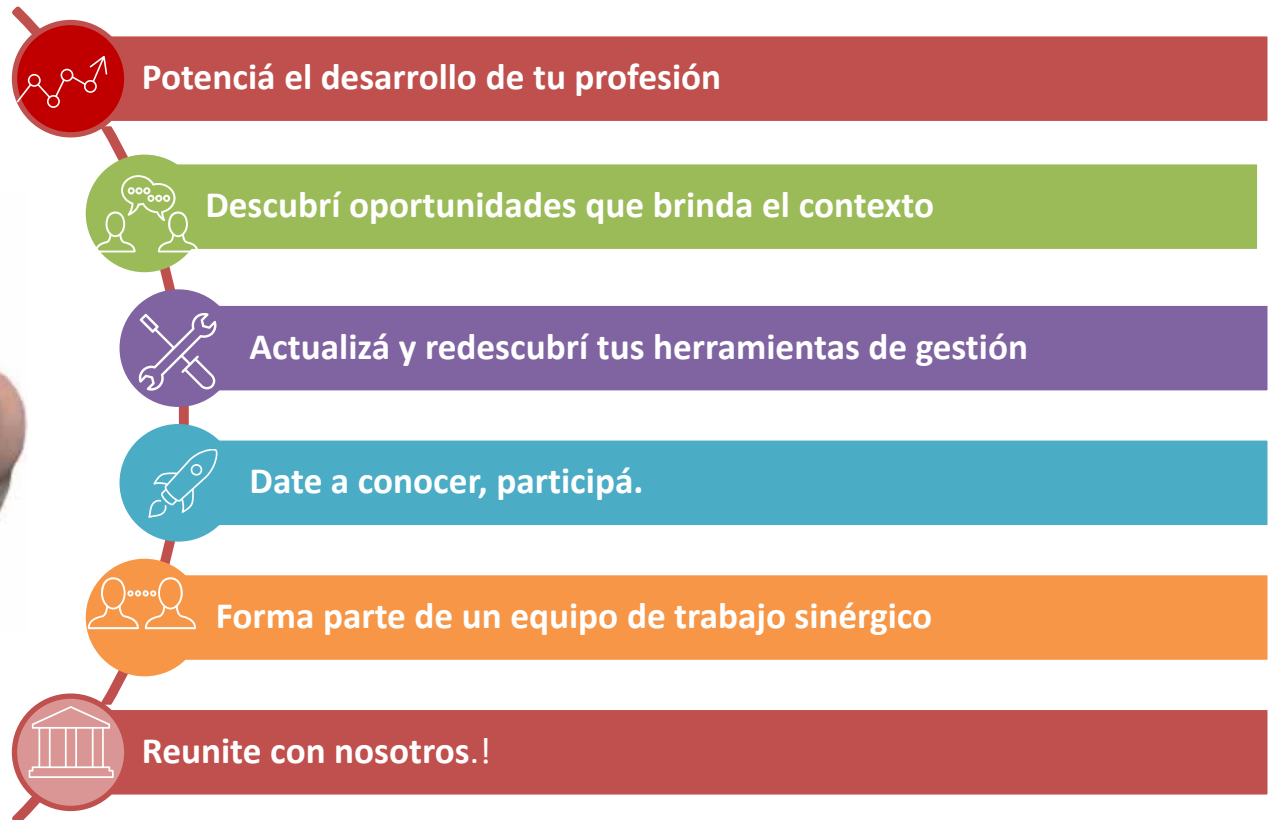 Potenciá el desarrollo de tu profesión
Descubrí oportunidades que brinda el contexto
Actualizá y redescubrí tus herramientas de gestión
Date a conocer, participá.
Forma parte de un equipo de trabajo sinérgico
Reunite con nosotros.!